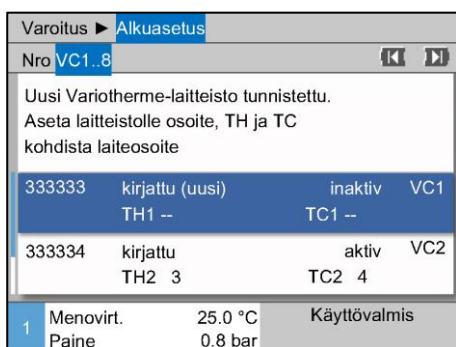 Varoitus ► Alkuasetus
Nro VC1..8
Uusi Variotherme-laitteisto tunnistettu.
Aseta laitteistolle osoite, TH ja TC
kohdista laiteosoite
333333 kirjattu (uusi) inaktiv VC1
TH1 -- TC1 --
333334 kirjattu aktiv VC2
TH2 3 TC2 4
1 Menovirt. 25.0 °C Käyttövalmis
Paine 0.8 bar